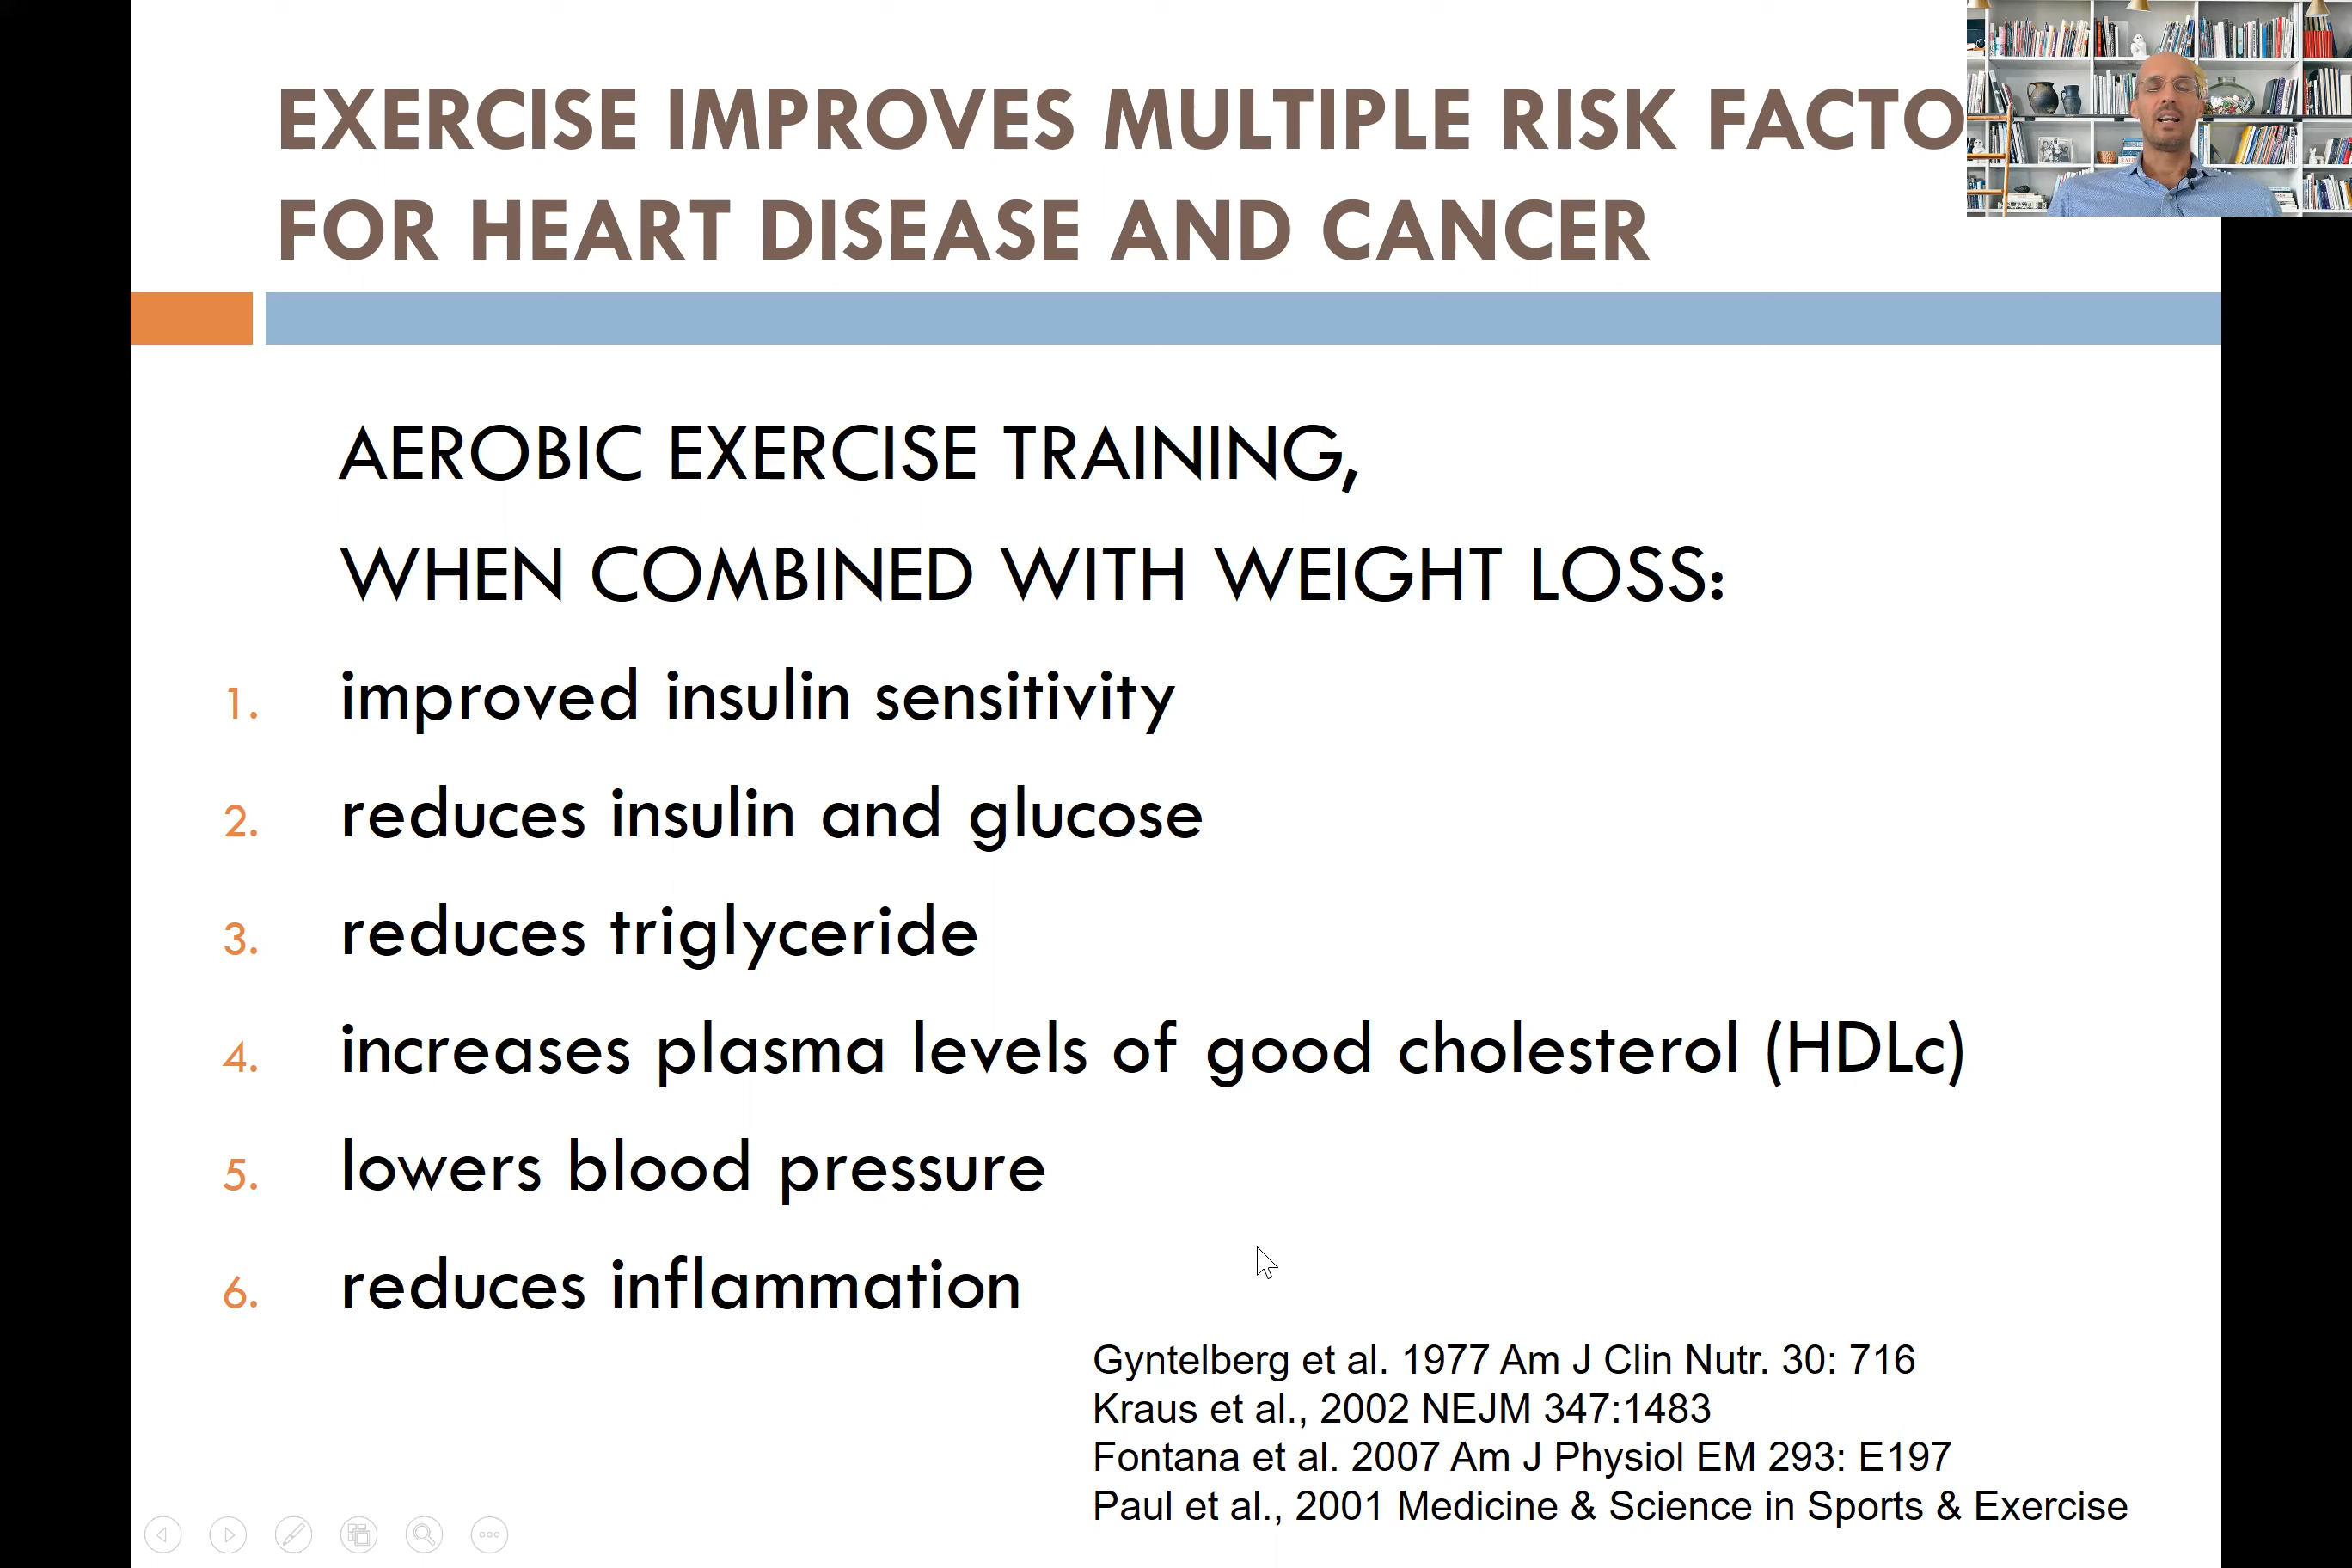 EXERCISE IMPROVES MULTIPLE RISK FACTO
FOR HEART DISEASE AND CANCER
AEROBIC EXERCISE TRAINING,
WHEN COMBINED WITH WEIGHT LOSS:
1. improved insulin sensitivity
2. reduces insulin and glucose
3. reduces triglyceride
4. increases plasma levels of good cholesterol (HDLc)
5. lowers blood pressure
6. reduces inflammation
Gyntelberg et al. 1977 Am J Clin Nutr. 30: 716
Kraus et al., 2002 NEJM 347:1483
Fontana et al. 2007 Am J Physiol EM 293: E197
Paul et al., 2001 Medicine & Science in Sports & Exercise